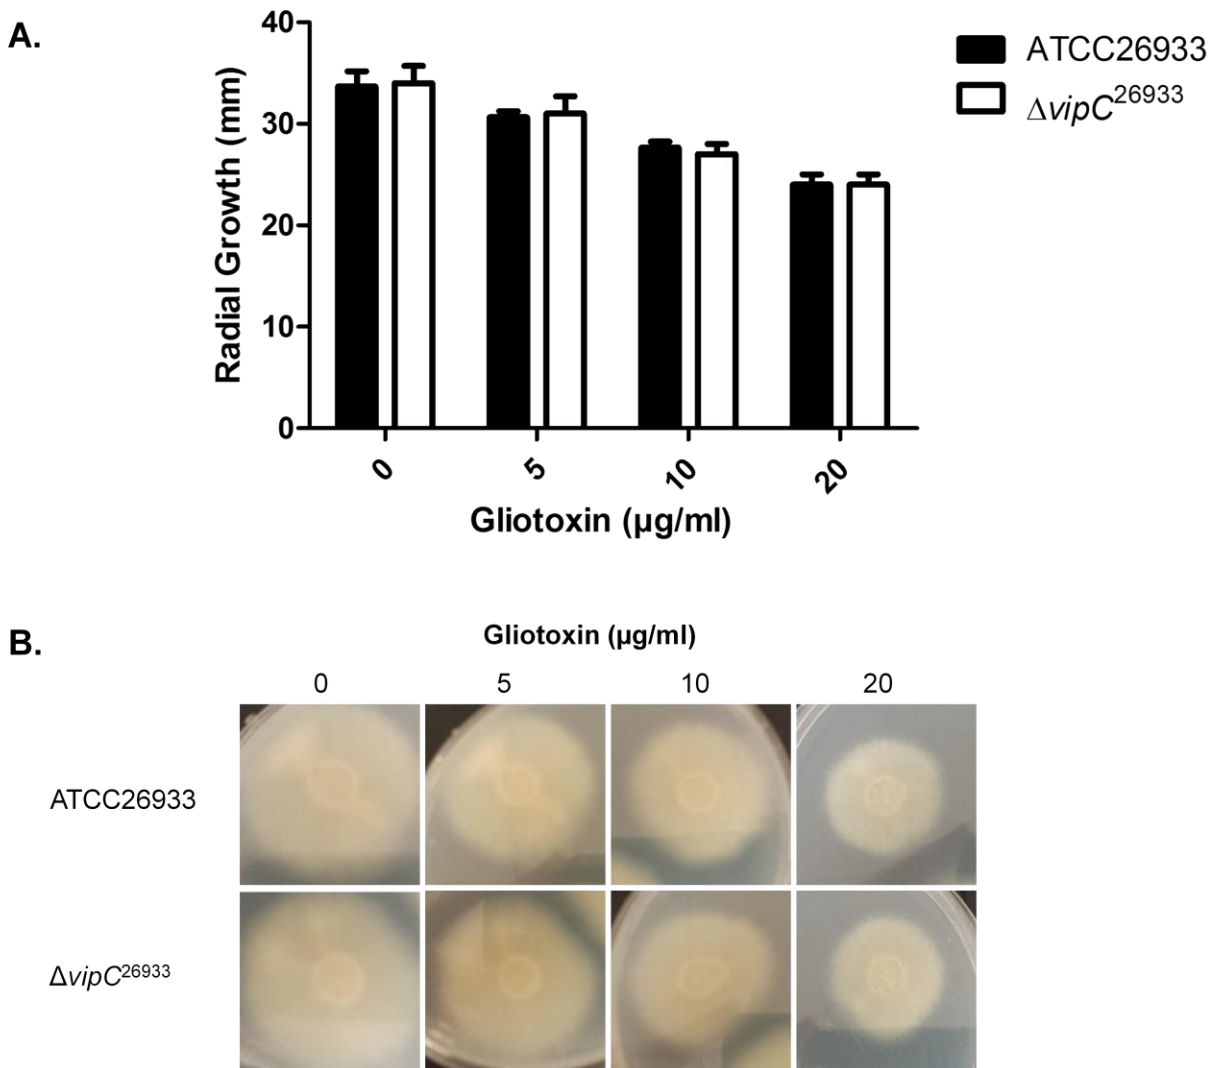 A.
40
30
20
10
0
Radial Growth (mm)
0 5 10 20
Gliotoxin (µg/ml)
ATCC26933
ΔvipC²⁶⁹³³
B.
Gliotoxin (µg/ml)
0 5 10 20
ATCC26933
ΔvipC²⁶⁹³³